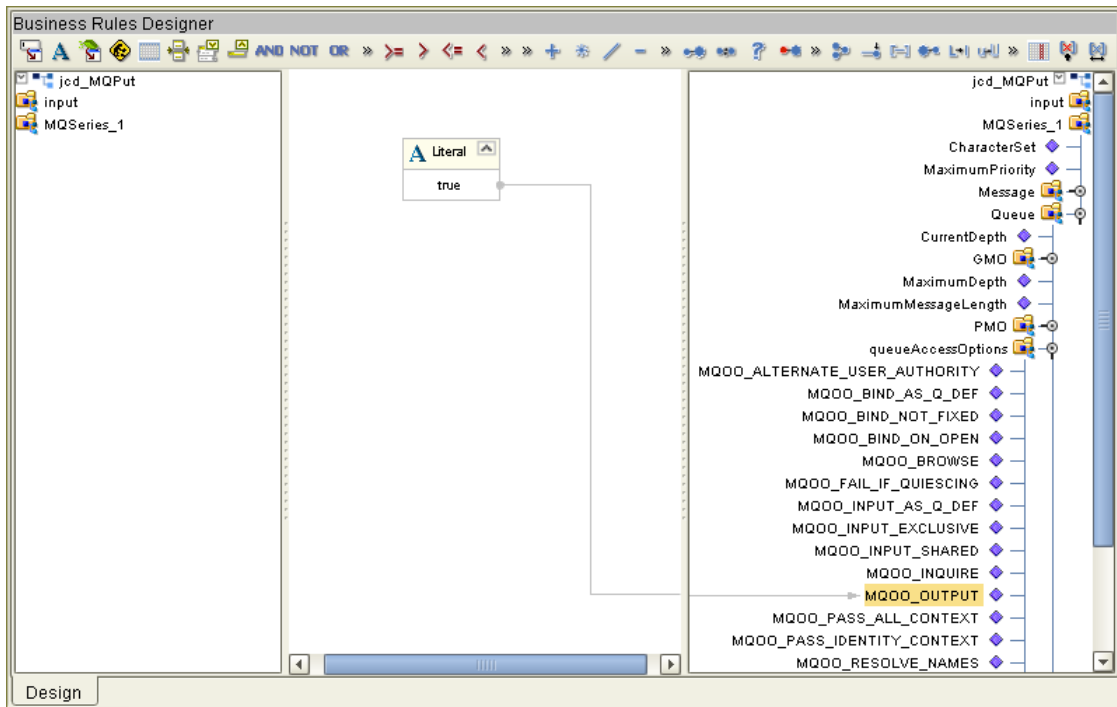 Business Rules Designer
A AND NOT OR » >= > <= < » » + / - » ? » »
jcd_MQPut
input
MQSeries_1
A Literal
true
jcd_MQPut
input
MQSeries_1
CharacterSet
MaximumPriority
Message
Queue
CurrentDepth
GMO
MaximumDepth
MaximumMessageLength
PMO
queueAccessOptions
MQOO_ALTERNATE_USER_AUTHORITY
MQOO_BIND_AS_Q_DEF
MQOO_BIND_NOT_FIXED
MQOO_BIND_ON_OPEN
MQOO_BROWSE
MQOO_FAIL_IF_QUIESCING
MQOO_INPUT_AS_Q_DEF
MQOO_INPUT_EXCLUSIVE
MQOO_INPUT_SHARED
MQOO_INQUIRE
MQOO_OUTPUT
MQOO_PASS_ALL_CONTEXT
MQOO_PASS_IDENTITY_CONTEXT
MQOO_RESOLVE_NAMES
Design